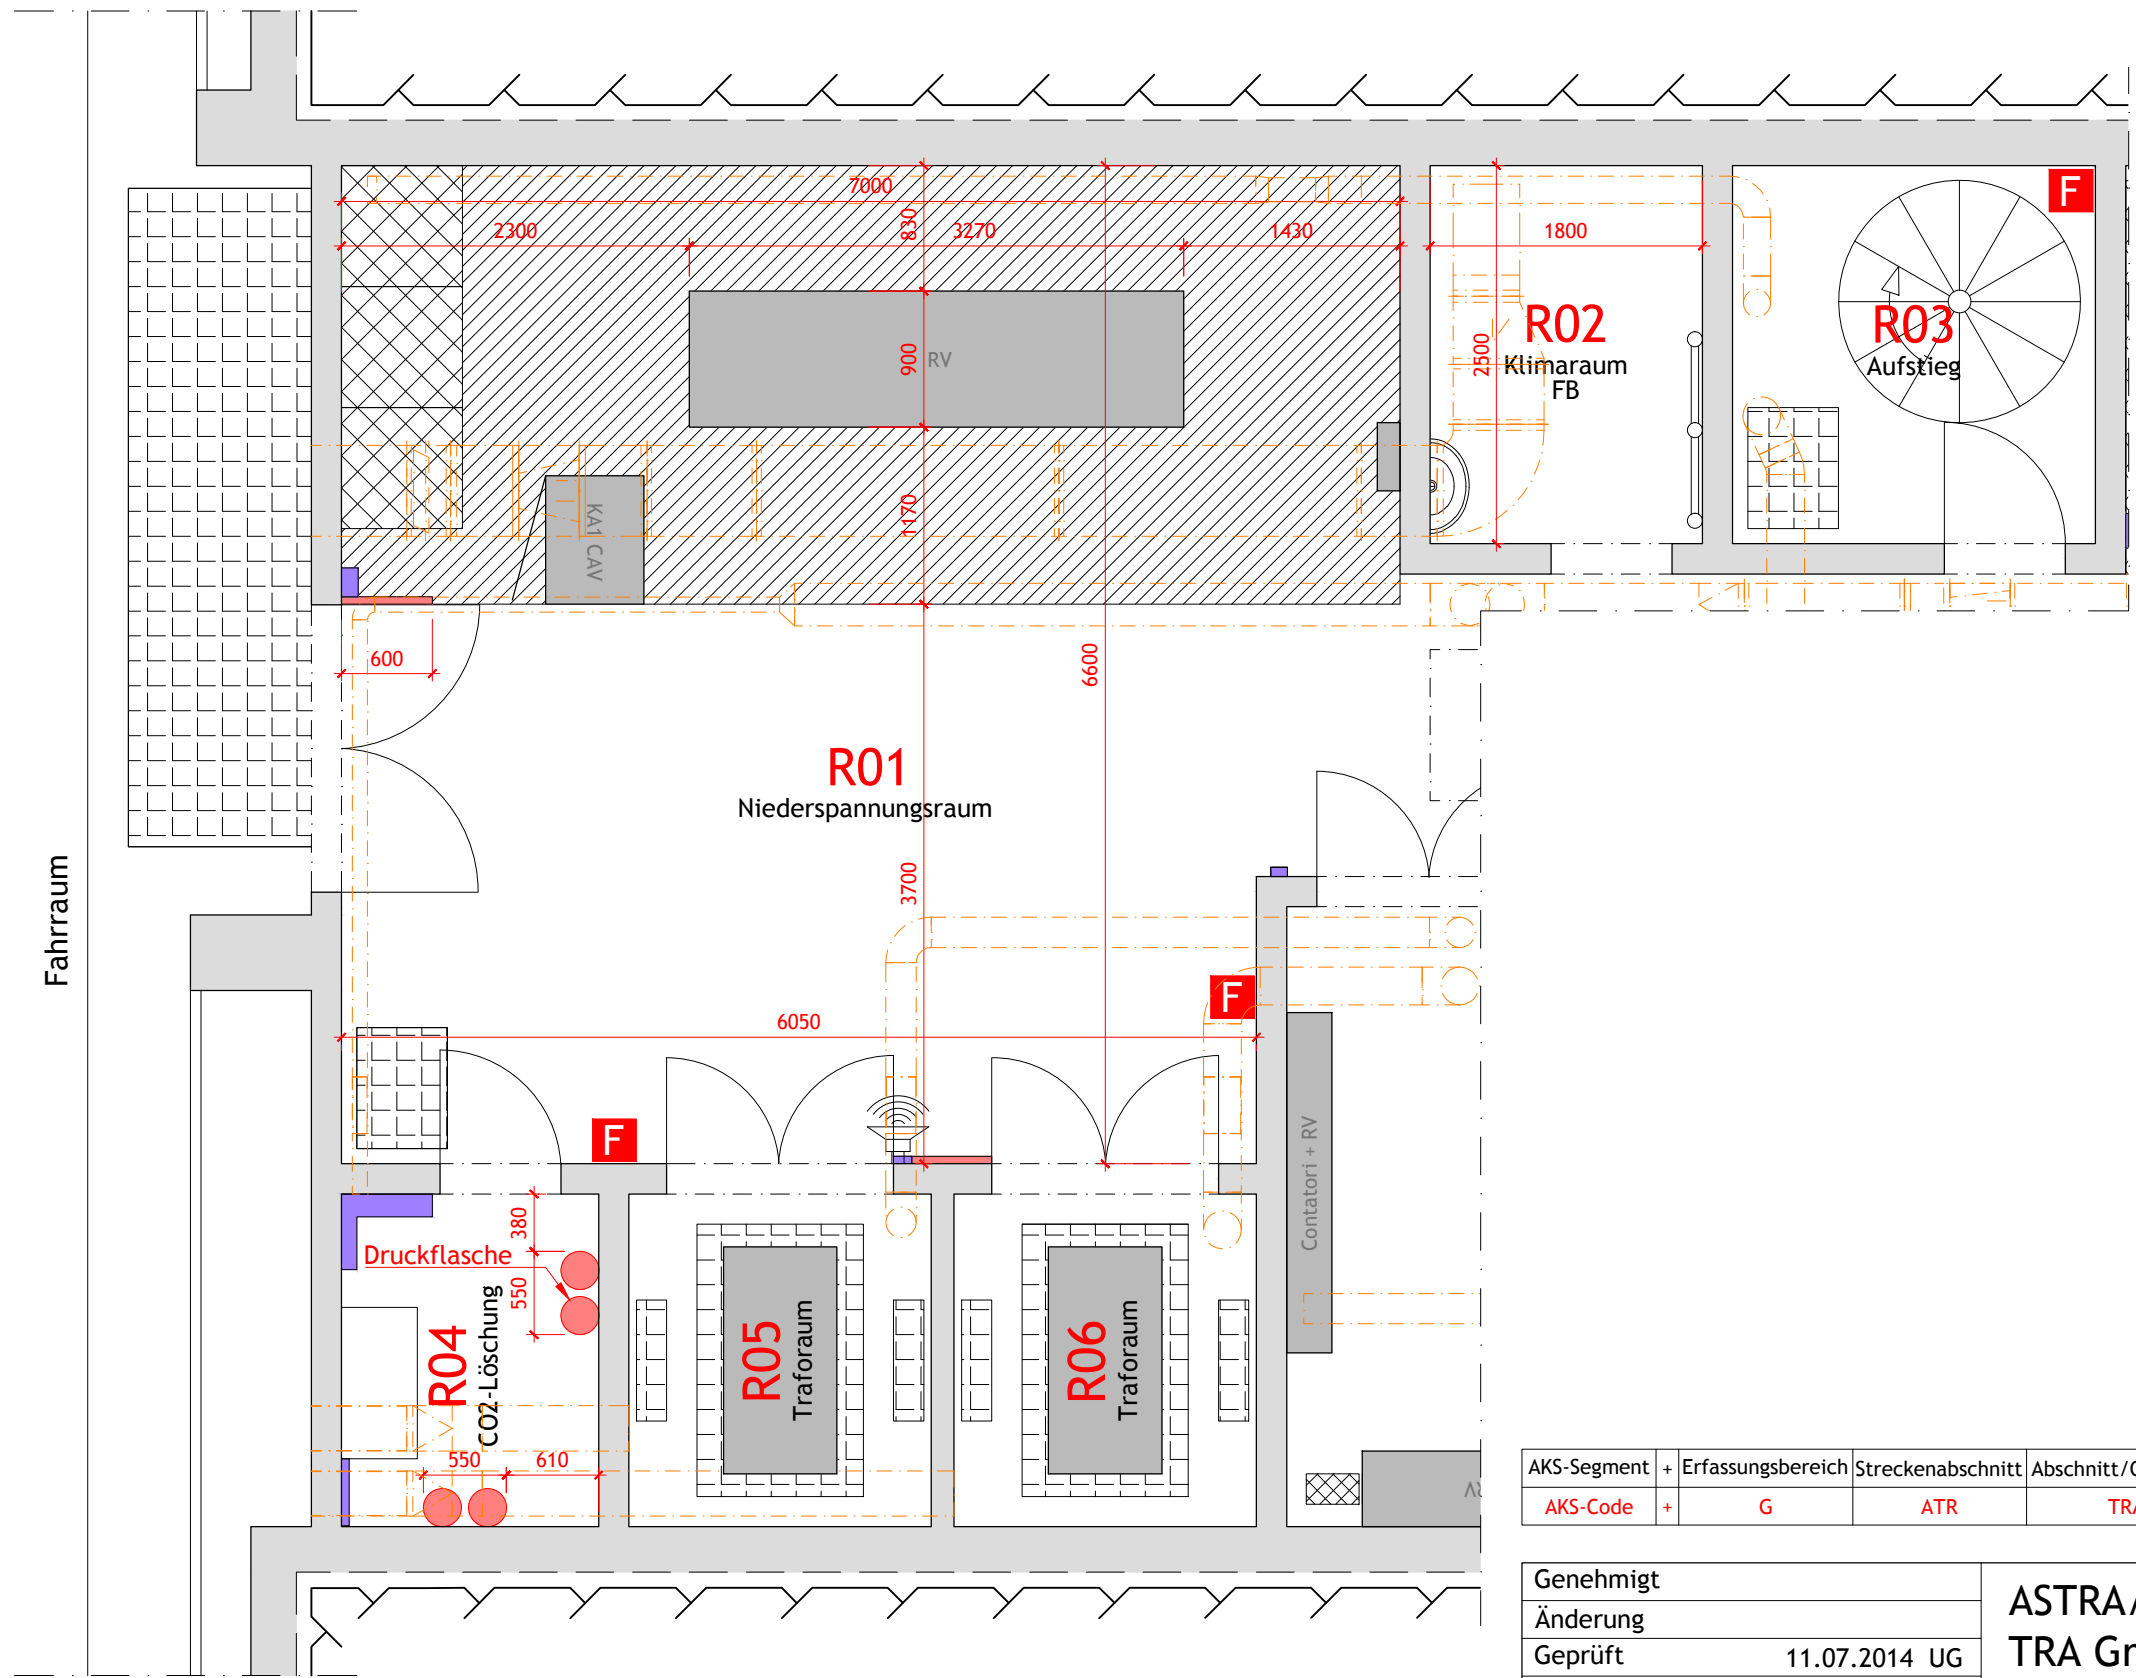 7000
2300
830
3270
1430
1800
F
900
RV
2500
R02
Klimaraum
FB
R03
Aufstieg
KA1 CAV
1170
600
6600
R01
Niederspannungsraum
3700
Fahrraum
F
6050
F
Contatori + RV
380
Druckflasche
550
R04
CO2-Löschung
R05
Traforaum
R06
Traforaum
550
610
AKS-Segment + Erfassungsbereich Streckenabschnitt
AKS-Code + G ATR
Genehmigt
Änderung
Geprüft 11.07.2014 UG
TRA